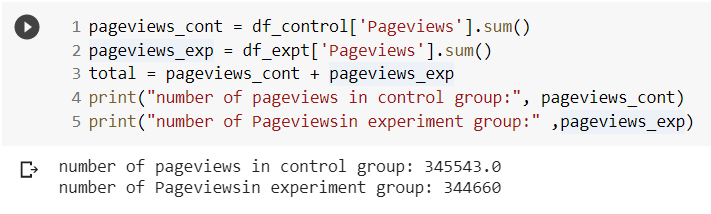 1 pageviews_cont = df_control['Pageviews'].sum()
2 pageviews_exp = df_expt['Pageviews'].sum()
3 total = pageviews_cont + pageviews_exp
4 print("number of pageviews in control group:", pageviews_cont)
5 print("number of Pageviewsin experiment group:" ,pageviews_exp)
number of pageviews in control group: 345543.0
number of Pageviewsin experiment group: 344660